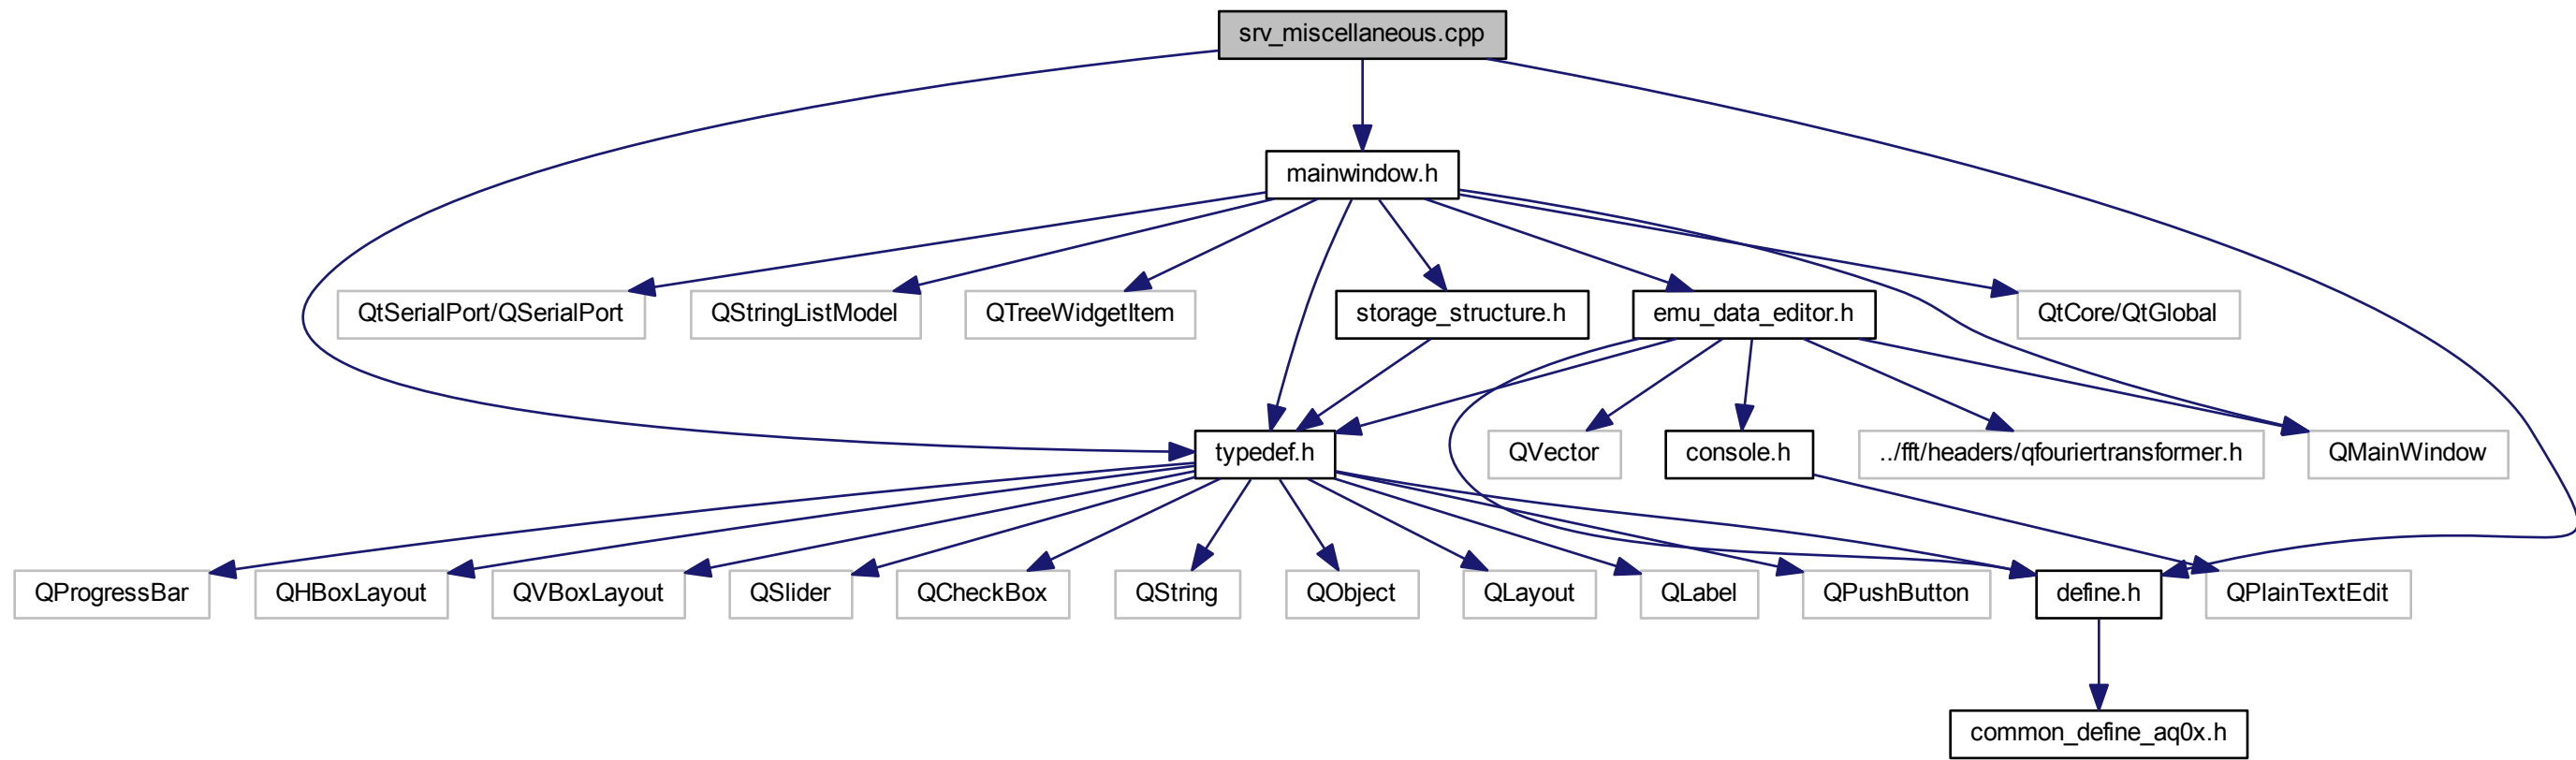 srv_miscellaneous.cpp
mainwindow.h
QtSerialPort/QSerialPort
QStringListModel
QTreeWidgetItem
storage_structure.h
emu_data_editor.h
QtCore/QtGlobal
typedef.h
QVector
console.h
../fft/headers/qfouriertransformer.h
QMainWindow
QProgressBar
QHBoxLayout
QVBoxLayout
QSlider
QCheckBox
QString
QObject
QLayout
QLabel
QPushButton
define.h
QPlainTextEdit
common_define_aq0x.h